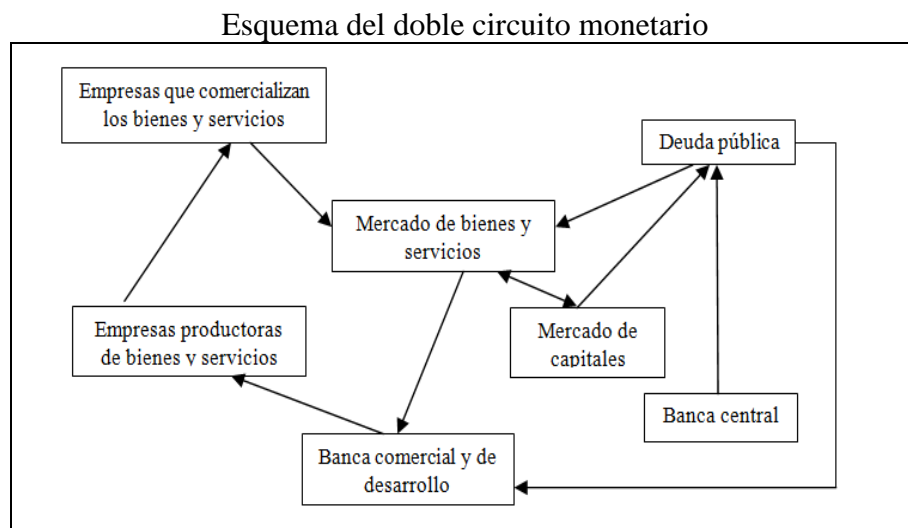 Esquema del doble circuito monetario
Empresas que comercializan
los bienes y servicios
Deuda pública
Mercado de bienes y
servicios
Empresas productoras
de bienes y servicios
Mercado de
capitales
Banca central
Banca comercial y de
desarrollo